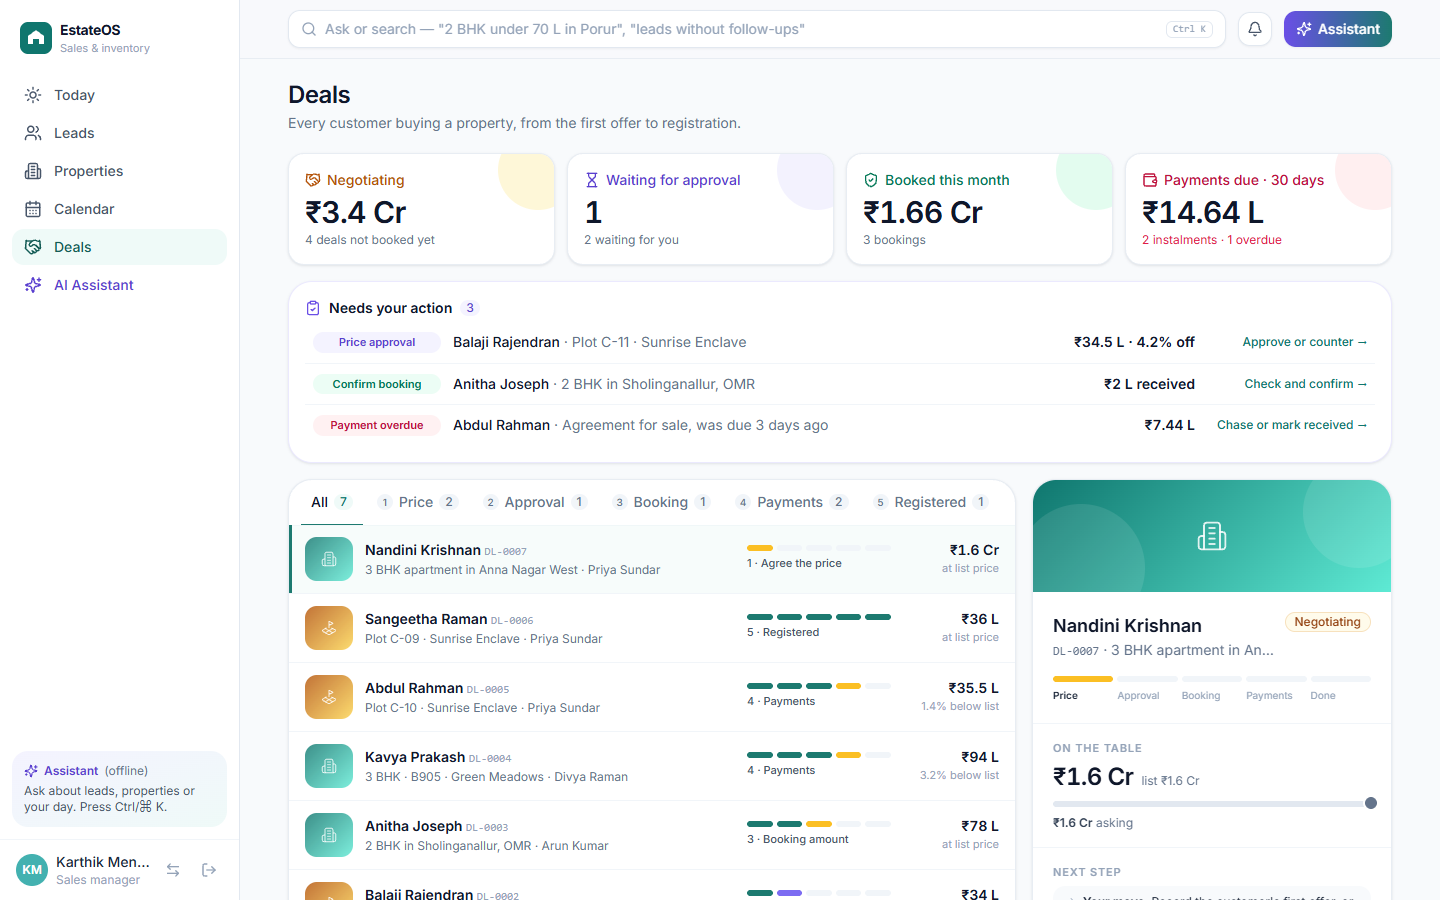 EstateOS
Sales & inventory
Today
Leads
Properties
Calendar
Deals
AI Assistant
Assistant (offline)
Ask about leads, properties or
your day. Press Ctrl/⌘ K.
KM
Karthik Men...
Sales manager
Ask or search — "2 BHK under 70 L in Porur", "leads without follow-ups"
Ctrl K
Assistant
Deals
Every customer buying a property, from the first offer to registration.
Negotiating
₹3.4 Cr
4 deals not booked yet
Waiting for approval
1
2 waiting for you
Booked this month
₹1.66 Cr
3 bookings
Payments due · 30 days
₹14.64 L
2 instalments · 1 overdue
Needs your action 3
Price approval Balaji Rajendran · Plot C-11 · Sunrise Enclave ₹34.5 L · 4.2% off Approve or counter →
Confirm booking Anitha Joseph · 2 BHK in Sholinganallur, OMR ₹2 L received Check and confirm →
Payment overdue Abdul Rahman · Agreement for sale, was due 3 days ago ₹7.44 L Chase or mark received →
All 7 1 Price 2 2 Approval 1 3 Booking 1 4 Payments 2 5 Registered 1
Nandini Krishnan DL-0007
3 BHK apartment in Anna Nagar West · Priya Sundar
1 · Agree the price
₹1.6 Cr
at list price
Sangeetha Raman DL-0006
Plot C-09 · Sunrise Enclave · Priya Sundar
5 · Registered
₹36 L
at list price
Abdul Rahman DL-0005
Plot C-10 · Sunrise Enclave · Priya Sundar
4 · Payments
₹35.5 L
1.4% below list
Kavya Prakash DL-0004
3 BHK · B905 · Green Meadows · Divya Raman
4 · Payments
₹94 L
3.2% below list
Anitha Joseph DL-0003
2 BHK in Sholinganallur, OMR · Arun Kumar
3 · Booking amount
₹78 L
at list price
Balaji Rajendran DL-0002
₹34 L
Nandini Krishnan
Negotiating
DL-0007 · 3 BHK apartment in An...
Price Approval Booking Payments Done
ON THE TABLE
₹1.6 Cr list ₹1.6 Cr
₹1.6 Cr asking
NEXT STEP
Your move. Record the customer's first offer, or